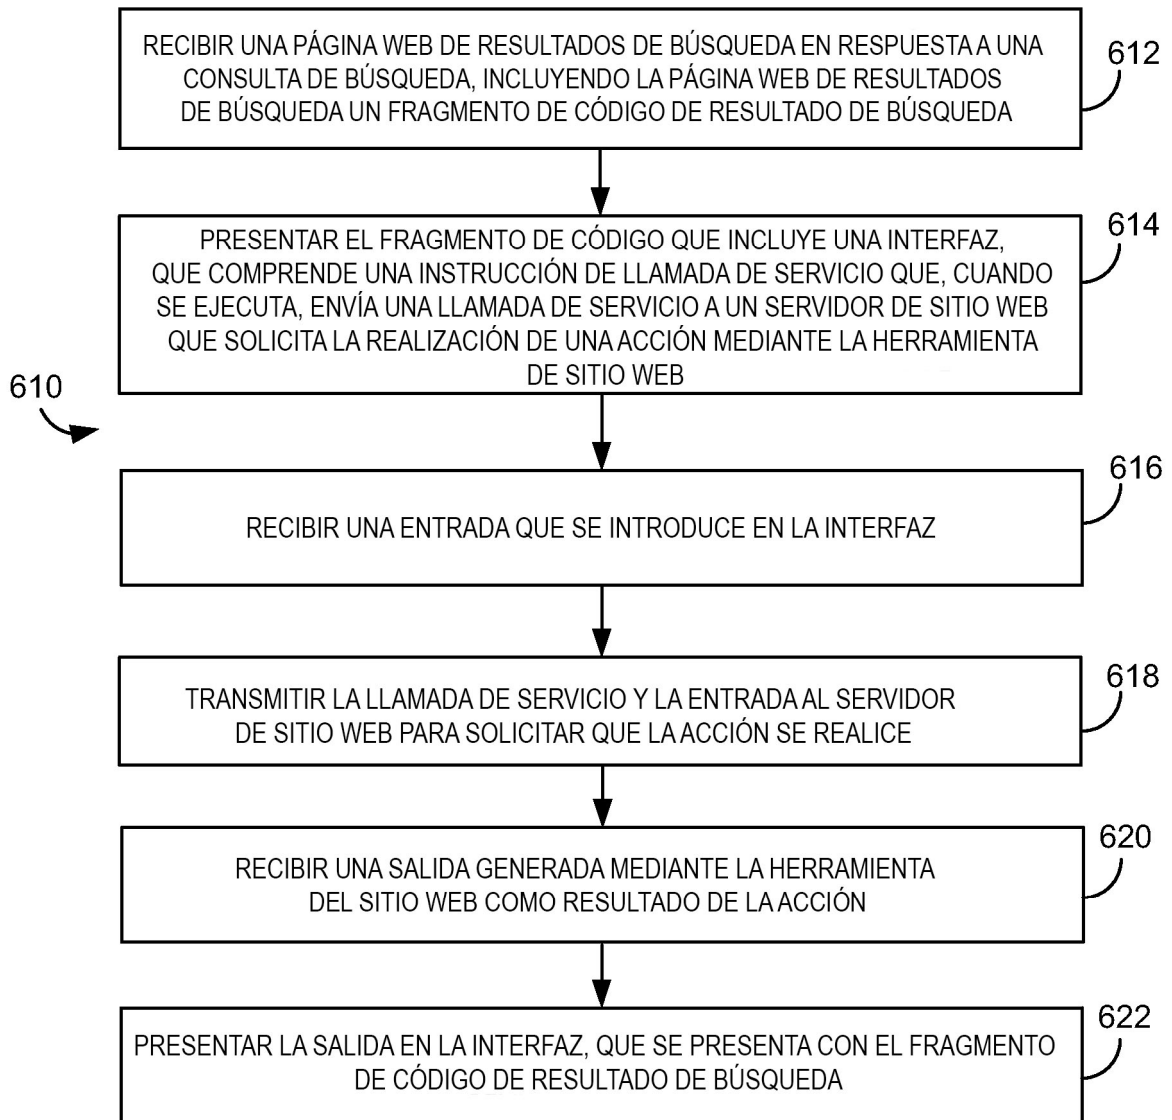 RECIBIR UNA PÁGINA WEB DE RESULTADOS DE BÚSQUEDA EN RESPUESTA A UNA
CONSULTA DE BÚSQUEDA, INCLUYENDO LA PÁGINA WEB DE RESULTADOS
DE BÚSQUEDA UN FRAGMENTO DE CÓDIGO DE RESULTADO DE BÚSQUEDA
612
PRESENTAR EL FRAGMENTO DE CÓDIGO QUE INCLUYE UNA INTERFAZ,
QUE COMPRENDE UNA INSTRUCCIÓN DE LLAMADA DE SERVICIO QUE, CUANDO
SE EJECUTA, ENVÍA UNA LLAMADA DE SERVICIO A UN SERVIDOR DE SITIO WEB
QUE SOLICITA LA REALIZACIÓN DE UNA ACCIÓN MEDIANTE LA HERRAMIENTA
DE SITIO WEB
614
610
RECIBIR UNA ENTRADA QUE SE INTRODUCE EN LA INTERFAZ
616
TRANSMITIR LA LLAMADA DE SERVICIO Y LA ENTRADA AL SERVIDOR
DE SITIO WEB PARA SOLICITAR QUE LA ACCIÓN SE REALICE
618
RECIBIR UNA SALIDA GENERADA MEDIANTE LA HERRAMIENTA
DEL SITIO WEB COMO RESULTADO DE LA ACCIÓN
620
PRESENTAR LA SALIDA EN LA INTERFAZ, QUE SE PRESENTA CON EL FRAGMENTO
DE CÓDIGO DE RESULTADO DE BÚSQUEDA
622